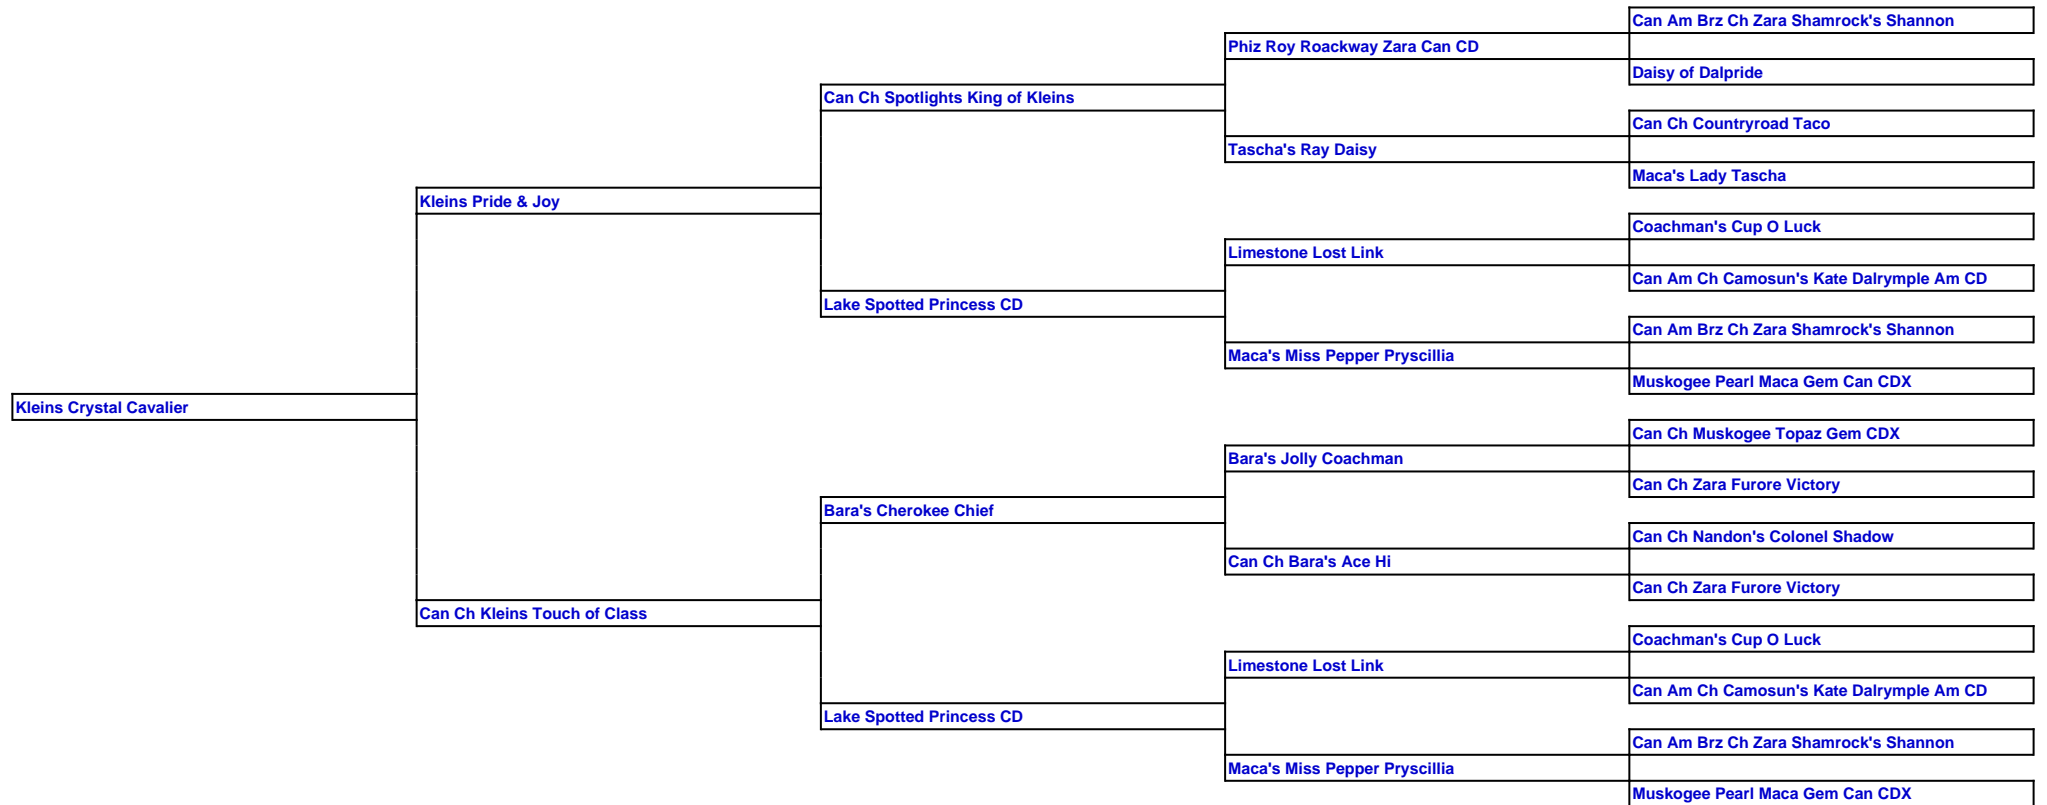 Can Am Brz Ch Zara Shamrock's Shannon
Phiz Roy Roackway Zara Can CD
Daisy of Dalpride
Can Ch Spotlights King of Kleins
Can Ch Countryroad Taco
Tascha's Ray Daisy
Maca's Lady Tascha
Kleins Pride & Joy
Coachman's Cup O Luck
Limestone Lost Link
Can Am Ch Camosun's Kate Dalrymple Am CD
Lake Spotted Princess CD
Can Am Brz Ch Zara Shamrock's Shannon
Maca's Miss Pepper Pryscillia
Muskogee Pearl Maca Gem Can CDX
Kleins Crystal Cavalier
Can Ch Muskogee Topaz Gem CDX
Bara's Jolly Coachman
Can Ch Zara Furore Victory
Bara's Cherokee Chief
Can Ch Nandon's Colonel Shadow
Can Ch Bara's Ace Hi
Can Ch Zara Furore Victory
Can Ch Kleins Touch of Class
Coachman's Cup O Luck
Limestone Lost Link
Can Am Ch Camosun's Kate Dalrymple Am CD
Lake Spotted Princess CD
Can Am Brz Ch Zara Shamrock's Shannon
Maca's Miss Pepper Pryscillia
Muskogee Pearl Maca Gem Can CDX